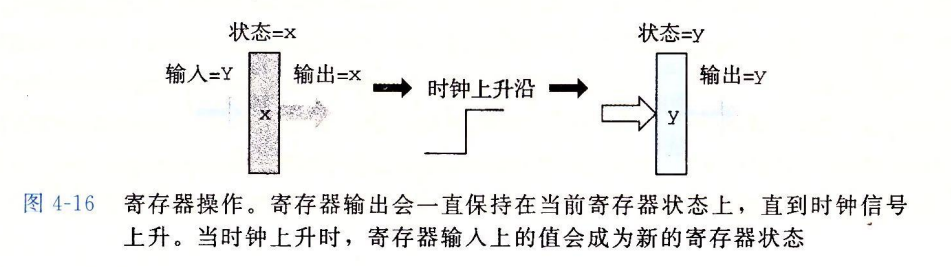 状态=x
状态=y
输入=Y
输出=x
时钟上升沿
输出=y
x
y
图 4-16 寄存器操作。寄存器输出会一直保持在当前寄存器状态上，直到时钟信号
上升。当时钟上升时，寄存器输入上的值会成为新的寄存器状态